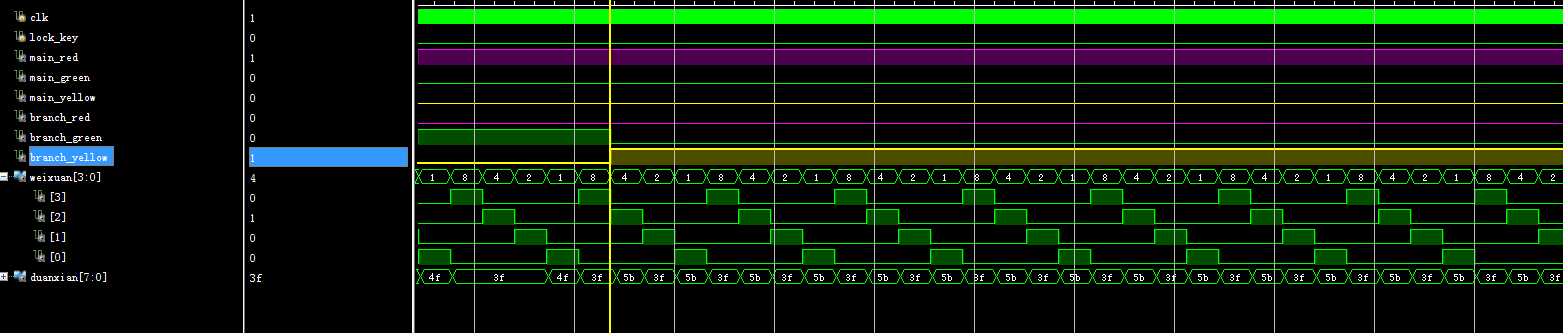 clk 1
lock_key 0
main_red 1
main_green 0
main_yellow 0
branch_red 0
branch_green 0
branch_yellow 1
weixuan[3:0] 4 1 8 4 2 1 8 4 2 1 8 4 2 1 8 4 2 1 8 4 2 1 8 4 2 1 8 4 2 1 8 4 2 1 8 4 2
[3] 0
[2] 1
[1] 0
[0] 0
duanxian[7:0] 3f 4f 3f 4f 3f 5b 3f 5b 3f 5b 3f 5b 3f 5b 3f 5b 3f 5b 3f 5b 3f 5b 3f 5b 3f 5b 3f 5b 3f 5b 3f 5b 3f 5b 3f